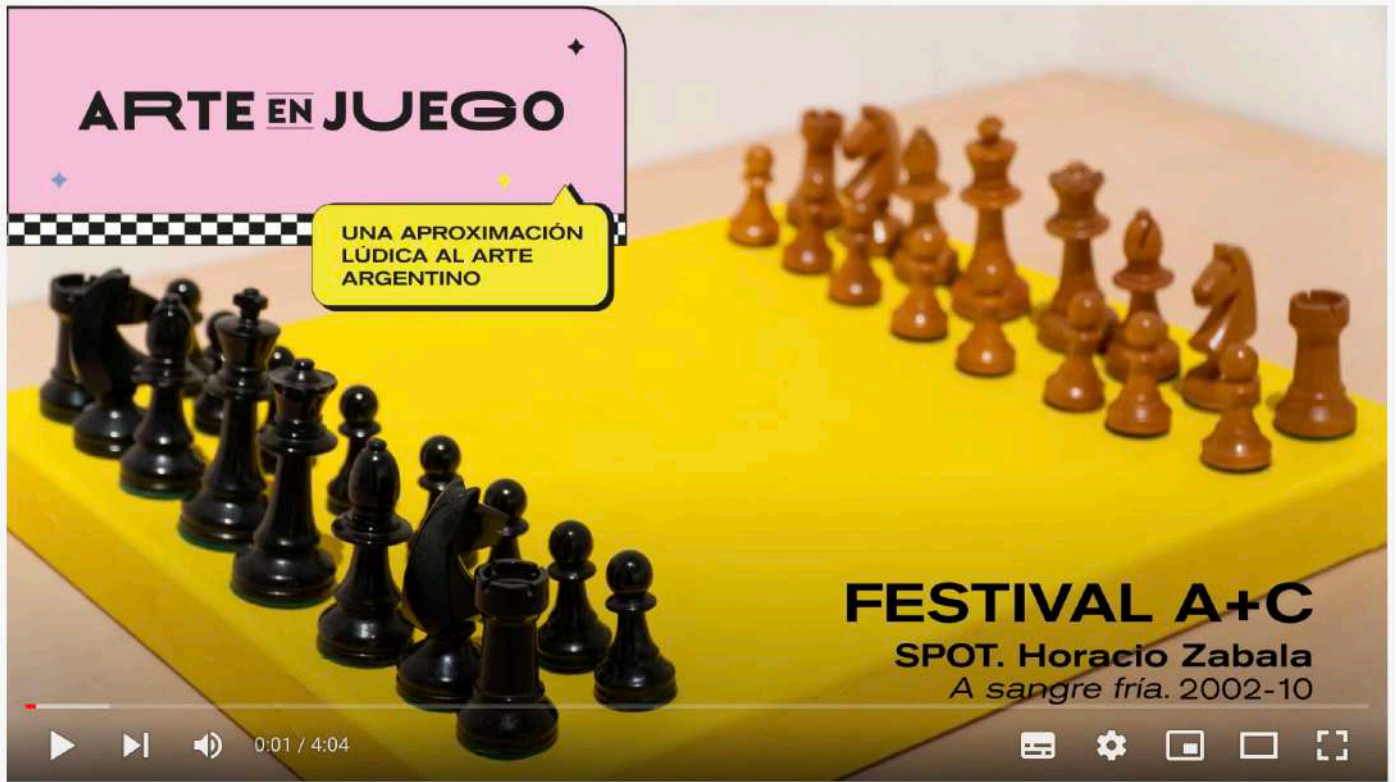 ARTE EN JUEGO
UNA APROXIMACIÓN
LÚDICA AL ARTE
ARGENTINO
FESTIVAL A+C
SPOT. Horacio Zabala
A sangre fría. 2002-10
0:01 / 4:04